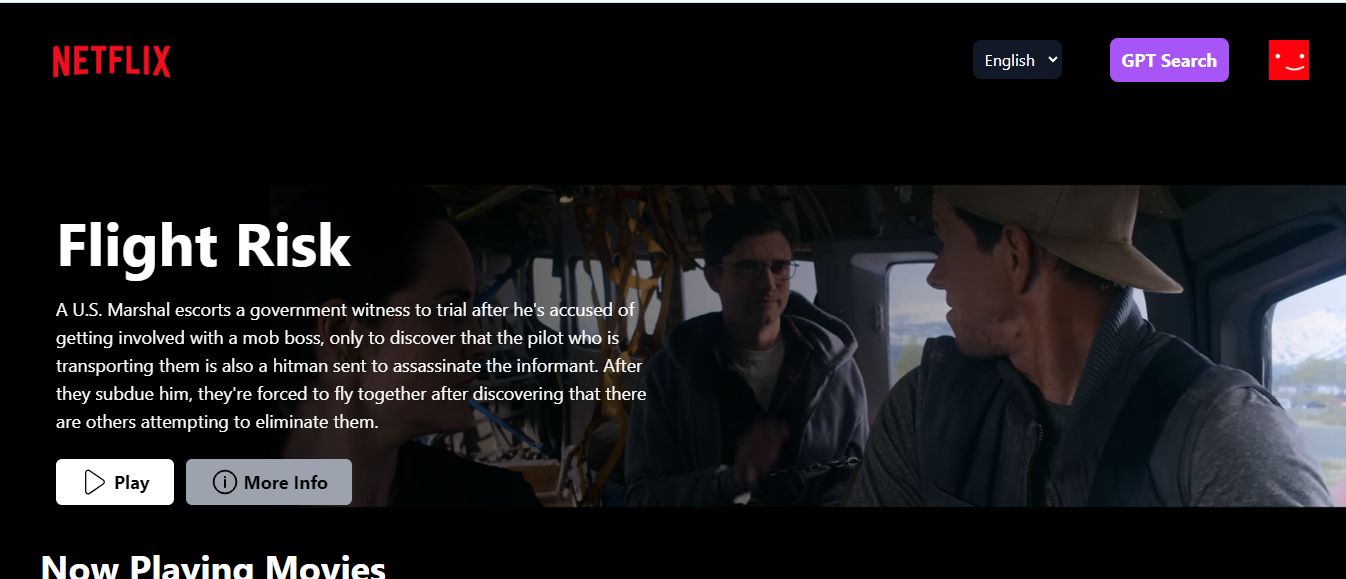 NETFLIX
English
GPT Search
Flight Risk
A U.S. Marshal escorts a government witness to trial after he's accused of
getting involved with a mob boss, only to discover that the pilot who is
transporting them is also a hitman sent to assassinate the informant. After
they subdue him, they're forced to fly together after discovering that there
are others attempting to eliminate them.
Play
More Info
Now Playing Movies